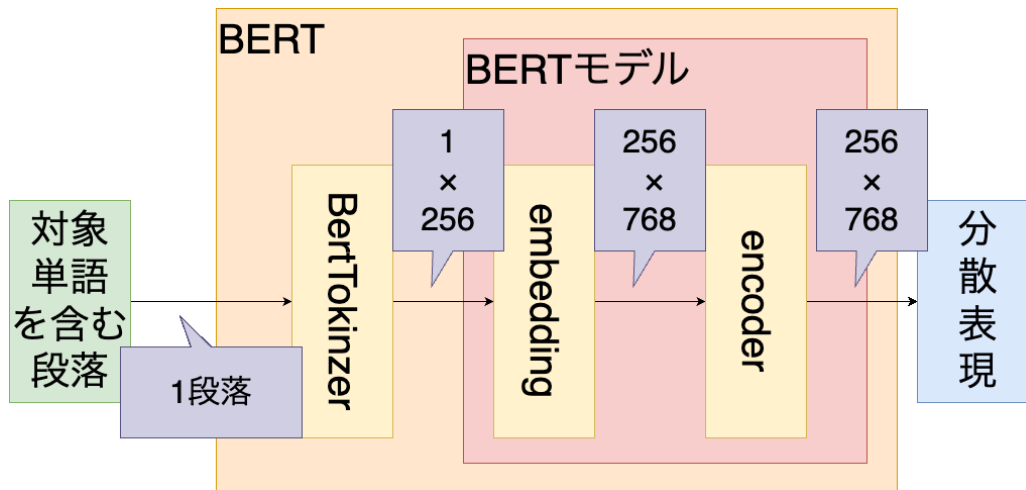 BERT
BERTモデル
対象
単語
を含む
段落
1段落
BertTokinzer
1
×
256
embedding
256
×
768
encoder
256
×
768
分
散
表
現